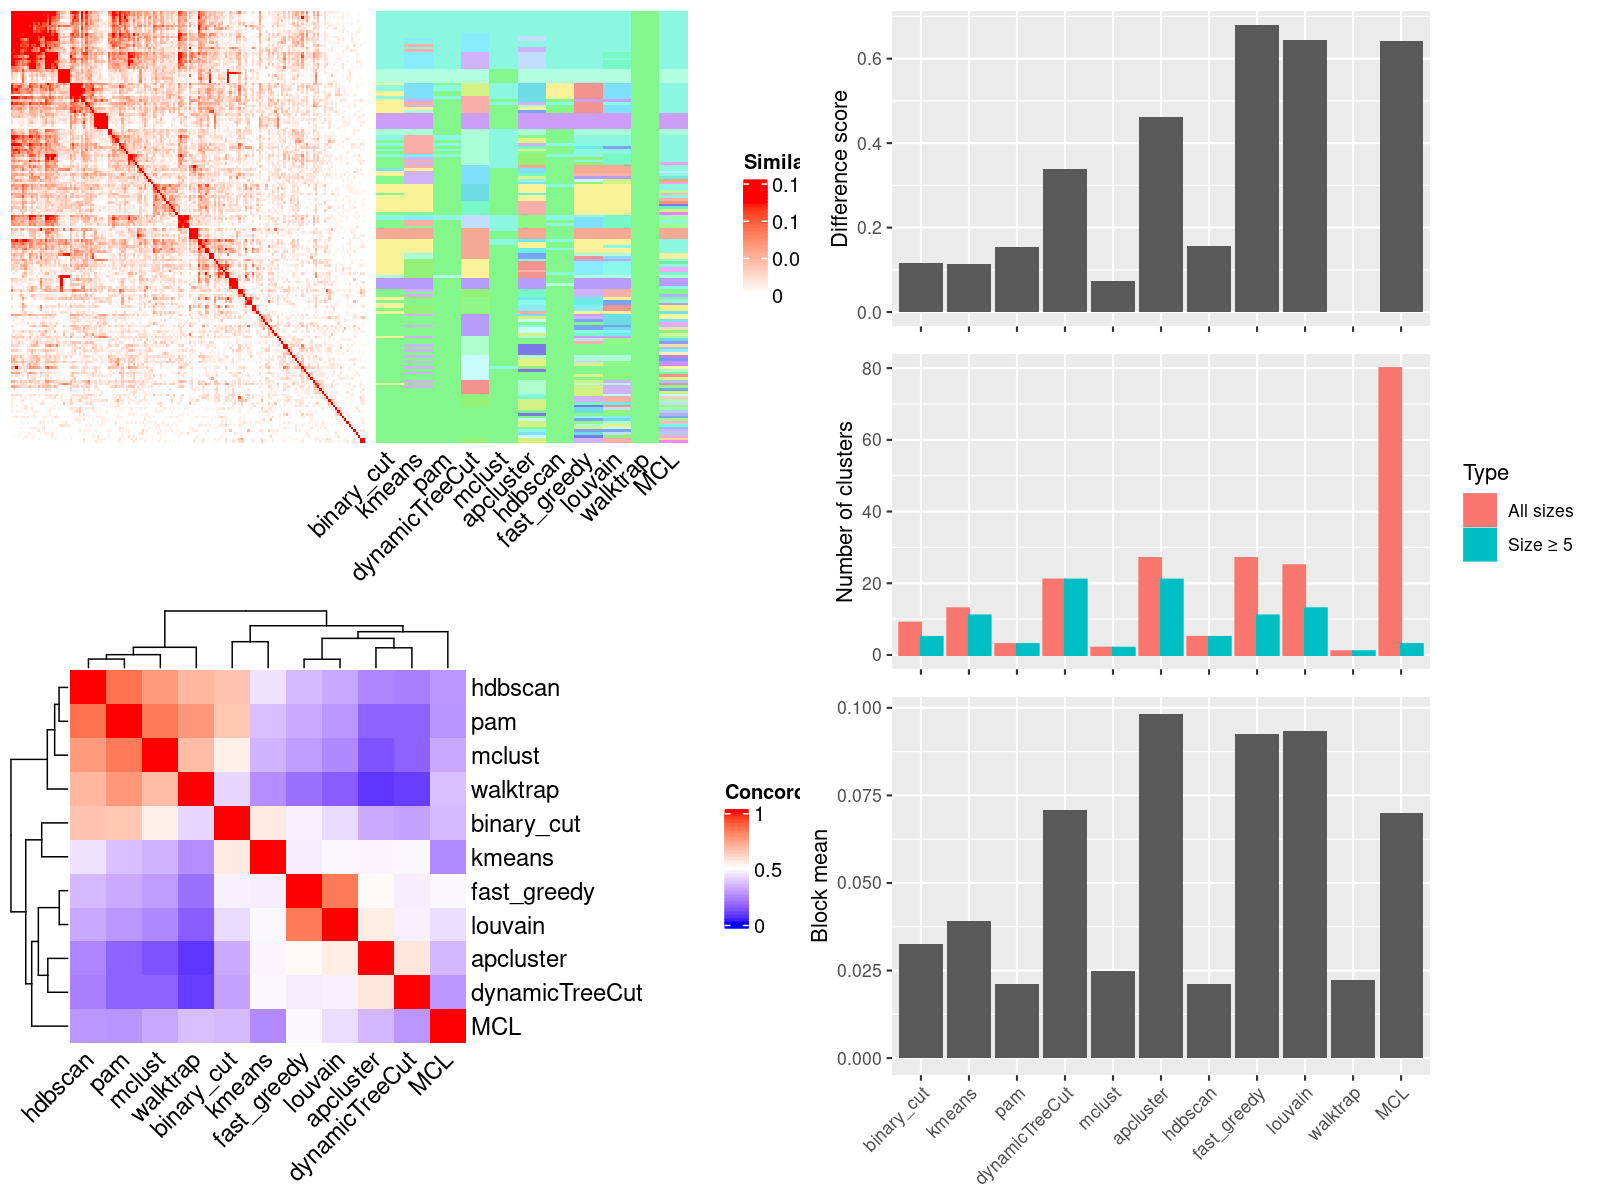 Simila
0.1
0.1
0.0
0
binary_cut
kmeans
pam
dynamicTreeCut
mclust
apcluster
hdbscan
fast_greedy
louvain
walktrap
MCL
hdbscan
pam
mclust
walktrap
binary_cut
kmeans
fast_greedy
louvain
apcluster
dynamicTreeCut
MCL
Concord
1
0.5
0
hdbscan
pam
mclust
walktrap
binary_cut
kmeans
fast_greedy
louvain
apcluster
dynamicTreeCut
MCL
Difference score
0.6
0.4
0.2
0.0
Number of clusters
80
60
40
20
0
Type
All sizes
Size ≥ 5
Block mean
0.100
0.075
0.050
0.025
0.000
binary_cut
kmeans
pam
dynamicTreeCut
mclust
apcluster
hdbscan
fast_greedy
louvain
walktrap
MCL